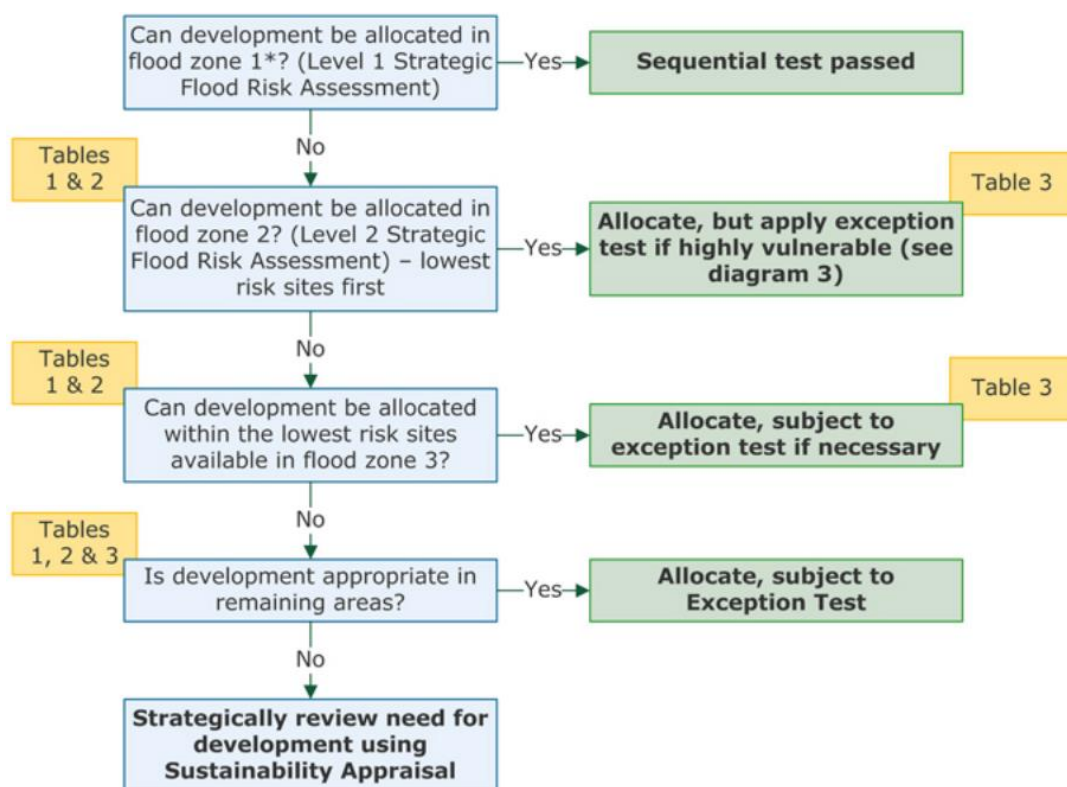 Can development be allocated in
flood zone 1*? (Level 1 Strategic
Flood Risk Assessment)
Yes
Sequential test passed
No
Tables
1 & 2
Can development be allocated in
flood zone 2? (Level 2 Strategic
Flood Risk Assessment) – lowest
risk sites first
Yes
Table 3
Allocate, but apply exception
test if highly vulnerable (see
diagram 3)
No
Tables
1 & 2
Can development be allocated
within the lowest risk sites
available in flood zone 3?
Yes
Table 3
Allocate, subject to
exception test if necessary
No
Tables
1, 2 & 3
Is development appropriate in
remaining areas?
Yes
Allocate, subject to
Exception Test
No
Strategically review need for
development using
Sustainability Appraisal